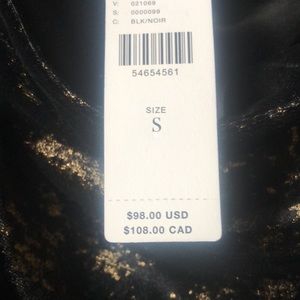 V: 021069
S: 0000099
C: BLK/NOIR
54654561
SIZE
S
$98.00 USD
$108.00 CAD